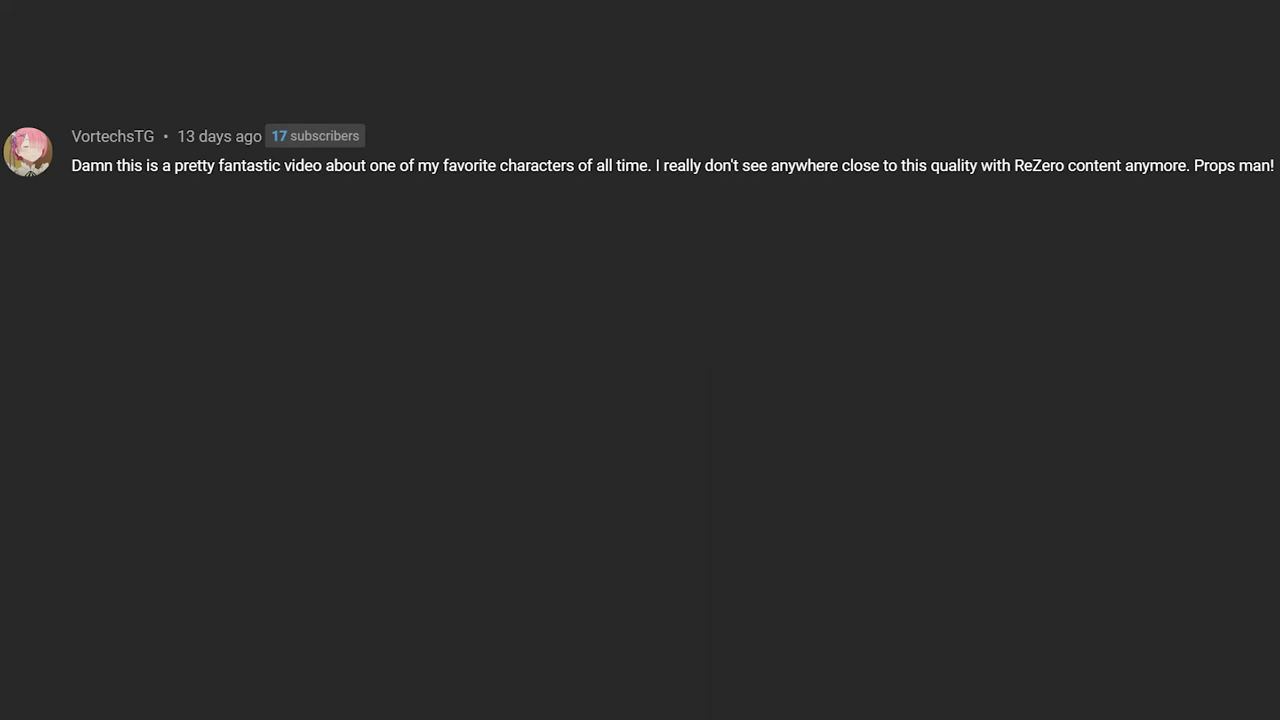 VortechsTG • 13 days ago 17 subscribers
Damn this is a pretty fantastic video about one of my favorite characters of all time. I really don't see anywhere close to this quality with ReZero content anymore. Props man!